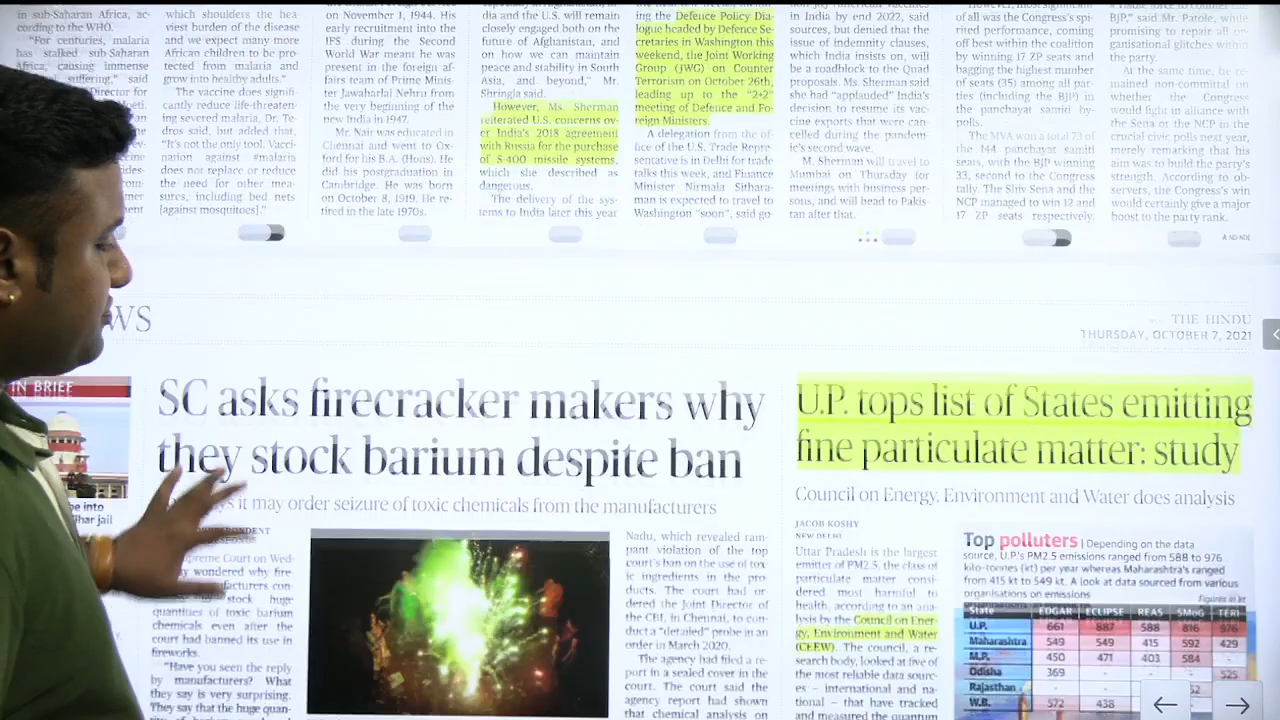 in sub-Saharan Africa, ac-
cording to the WHO.
"For centuries, malaria
has stalked sub-Saharan
Africa, causing immense
suffering," said
Director for
which shoulders the hea-
viest burden of the disease
and we expect many more
African children to be pro-
tected from malaria and
grow into healthy adults."
The vaccine does signifi-
cantly reduce life-threaten-
ing severe malaria, Dr. Te-
dros said, but added that,
"It's not the only tool. Vacci-
nation against #malaria
does not replace or reduce
the need for other mea-
sures, including bed nets
[against mosquitoes]."
on November 1, 1944. His
early recruitment into the
IFS during the Second
World War meant he was
present in the foreign af-
fairs team of Prime Minis-
ter Jawaharlal Nehru from
the very beginning of the
new India in 1947.
Mr. Nair was educated in
Chennai and went to Ox-
ford for his B.A. (Hons). He
did his postgraduation in
Cambridge. He was born
on October 8, 1919. He re-
tired in the late 1970s.
dia and the U.S. will remain
closely engaged both on the
future of Afghanistan, and
on how we can maintain
peace and stability in South
Asia, and beyond," Mr.
Shringla said.
However, Ms. Sherman
reiterated U.S. concerns ov-
er India's 2018 agreement
with Russia for the purchase
of S-400 missile systems,
which she described as
dangerous.
The delivery of the sys-
tems to India later this year
ing the Defence Policy Dia-
logue headed by Defence Se-
cretaries in Washington this
weekend, the Joint Working
Group (JWG) on Counter
Terrorism on October 26th,
leading up to the "2+2"
meeting of Defence and Fo-
reign Ministers.
A delegation from the of-
fice of the U.S. Trade Repre-
sentative is in Delhi for trade
talks this week, and Finance
Minister Nirmala Sithara-
man is expected to travel to
Washington "soon", said go-
in India by end 2022, said
sources, but denied that the
issue of indemnity clauses,
which India insists on, will
be a roadblock to the Quad
proposals. Ms. Sherman said
she had "applauded" India's
decision to resume its vac-
cine exports that were can-
celled during the pandem-
ic's second wave.
M. Sherman will travel to
Mumbai on Thursday for
meetings with business per-
sons, and will head to Pakis-
tan after that.
of all was the Congress's spi-
rited performance, coming
off best within the coalition
by winning 17 ZP seats and
bagging the highest number
of seats (35) among all par-
ties (including the BJP) in
the panchayat samiti by-
polls.
The MVA won a total 73 of
the 144 panchayat samiti
seats, with the BJP winning
33, second to the Congress
tally. The Shiv Sena and the
NCP managed to win 12 and
17 ZP seats respectively.
BJP," said Mr. Patole, while
promising to repair all or-
ganisational glitches within
the party.
At the same time, he re-
mained non-committal on
whether the Congress
would fight in alliance with
the Sena or the NCP in the
crucial civic polls next year,
merely remarking that his
aim was to build the party's
strength. According to ob-
servers, the Congress's win
would certainly give a major
boost to the party rank.
WS
THE HINDU
THURSDAY, OCTOBER 7, 2021
IN BRIEF
SC asks firecracker makers why
they stock barium despite ban
it may order seizure of toxic chemicals from the manufacturers
Supreme Court on Wed-
wondered why fire
stock huge
quantities of toxic barium
chemicals even after the
court had banned its use in
fireworks.
"Have you seen the reply
by manufacturers? What
they say is very surprising.
They say that the huge quan-
Nadu, which revealed ram-
pant violation of the top
court's ban on the use of tox-
ic ingredients in the pro-
ducts. The court had or-
dered the Joint Director of
the CBI, in Chennai, to con-
duct a "detailed" probe in an
order in March 2020.
The agency had filed a re-
port in a sealed cover in the
court. The court said the
agency report had shown
that chemical analysis on
U.P. tops list of States emitting
fine particulate matter: study
Council on Energy, Environment and Water does analysis
JACOB KOSHY
NEW DELHI
Uttar Pradesh is the largest
emitter of PM2.5, the class of
particulate matter consi-
dered most harmful to
health, according to an ana-
lysis by the Council on Ener-
gy, Environment and Water
(CEEW). The council, a re-
search body, looked at five of
the most reliable data sourc-
es – international and na-
tional – that have tracked
and measured the quantum
Top polluters | Depending on the data
source, U.P.'s PM2.5 emissions ranged from 588 to 976
kilo-tonnes (kt) per year whereas Maharashtra's ranged
from 415 kt to 549 kt. A look at data sourced from various
organisations on emissions
Figures in kt
State EDGAR ECLIPSE REAS SMoG TERI
U.P. 661 887 588 816 976
Maharashtra 549 549 415 592 429
M.P. 450 471 403 584 -
Odisha 369 - - - 525
Rajasthan - - -
W.B. 572 438